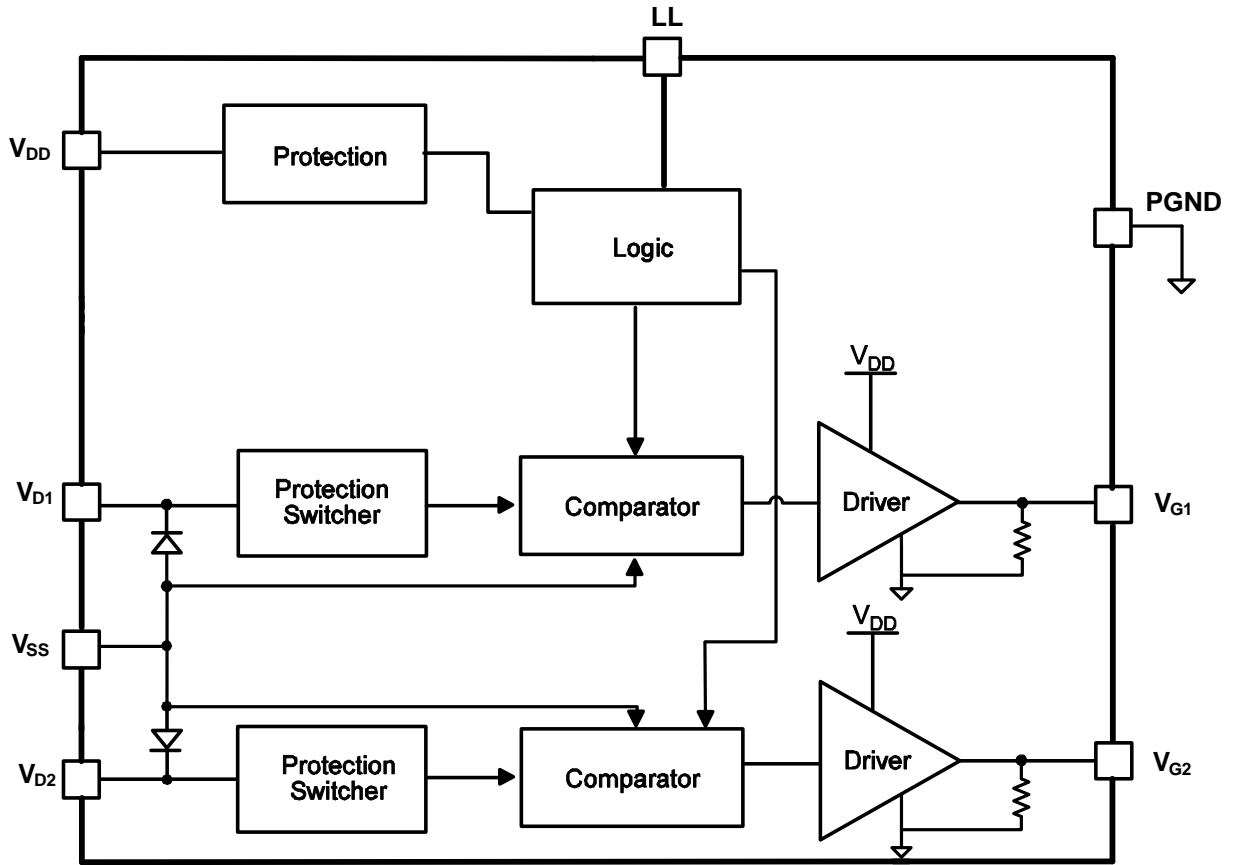 LL
VDD
Protection
PGND
Logic
VDD
VD1
Protection
Switcher
Comparator
Driver
VG1
VSS
VDD
VD2
Protection
Switcher
Comparator
Driver
VG2